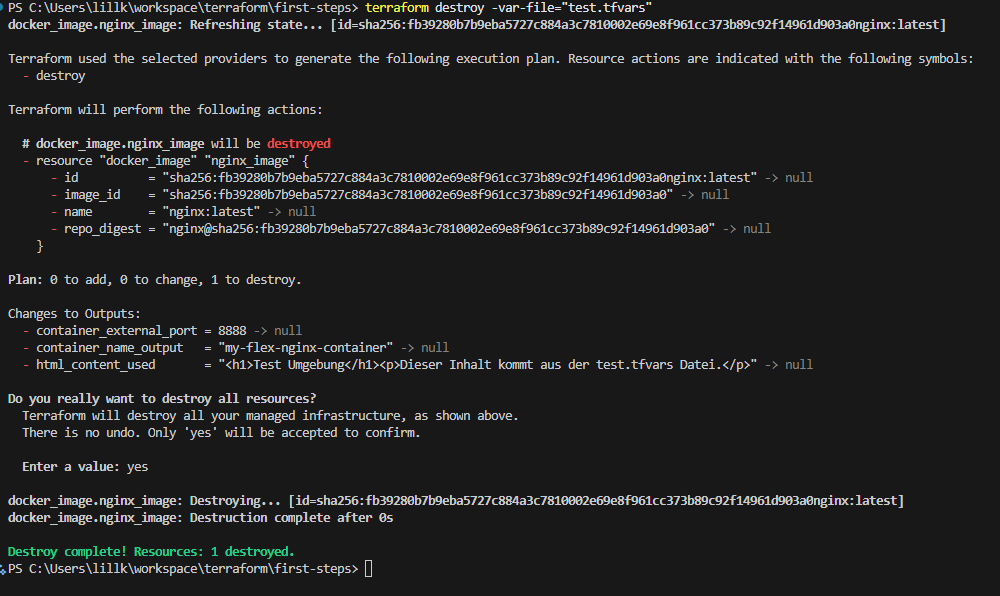 PS C:\Users\lillk\workspace\terraform\first-steps> terraform destroy -var-file="test.tfvars"
docker_image.nginx_image: Refreshing state... [id=sha256:fb39280b7b9eba5727c884a3c7810002e69e8f961cc373b89c92f14961d903a0nginx:latest]
Terraform used the selected providers to generate the following execution plan. Resource actions are indicated with the following symbols:
- destroy
Terraform will perform the following actions:
# docker_image.nginx_image will be destroyed
- resource "docker_image" "nginx_image" {
- id          = "sha256:fb39280b7b9eba5727c884a3c7810002e69e8f961cc373b89c92f14961d903a0nginx:latest" -> null
- image_id    = "sha256:fb39280b7b9eba5727c884a3c7810002e69e8f961cc373b89c92f14961d903a0" -> null
- name        = "nginx:latest" -> null
- repo_digest = "nginx@sha256:fb39280b7b9eba5727c884a3c7810002e69e8f961cc373b89c92f14961d903a0" -> null
}
Plan: 0 to add, 0 to change, 1 to destroy.
Changes to Outputs:
- container_external_port = 8888 -> null
- container_name_output   = "my-flex-nginx-container" -> null
- html_content_used       = "<h1>Test Umgebung</h1><p>Dieser Inhalt kommt aus der test.tfvars Datei.</p>" -> null
Do you really want to destroy all resources?
Terraform will destroy all your managed infrastructure, as shown above.
There is no undo. Only 'yes' will be accepted to confirm.
Enter a value: yes
docker_image.nginx_image: Destroying... [id=sha256:fb39280b7b9eba5727c884a3c7810002e69e8f961cc373b89c92f14961d903a0nginx:latest]
docker_image.nginx_image: Destruction complete after 0s
Destroy complete! Resources: 1 destroyed.
PS C:\Users\lillk\workspace\terraform\first-steps>